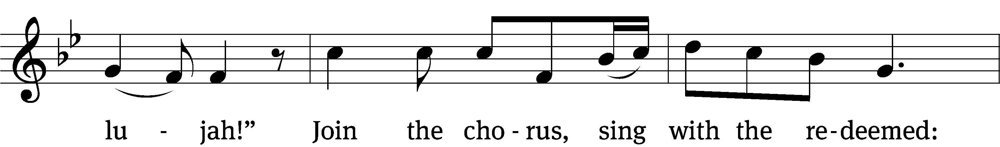 lu - jah!” Join the cho - rus, sing with the re - deemed: